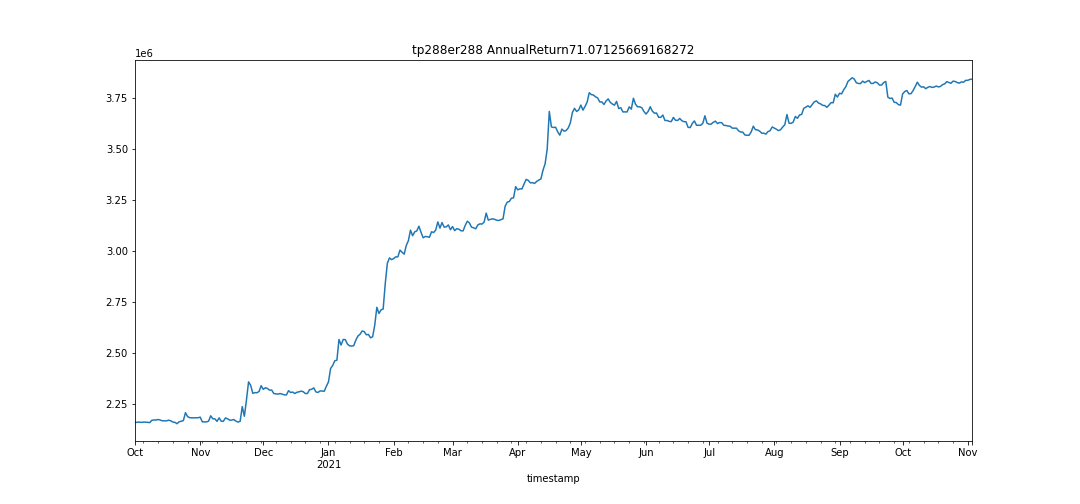 tp288er288 AnnualReturn71.07125669168272
1e6
3.75
3.50
3.25
3.00
2.75
2.50
2.25
Oct Nov Dec Jan Feb Mar Apr May Jun Jul Aug Sep Oct Nov
2021
timestamp